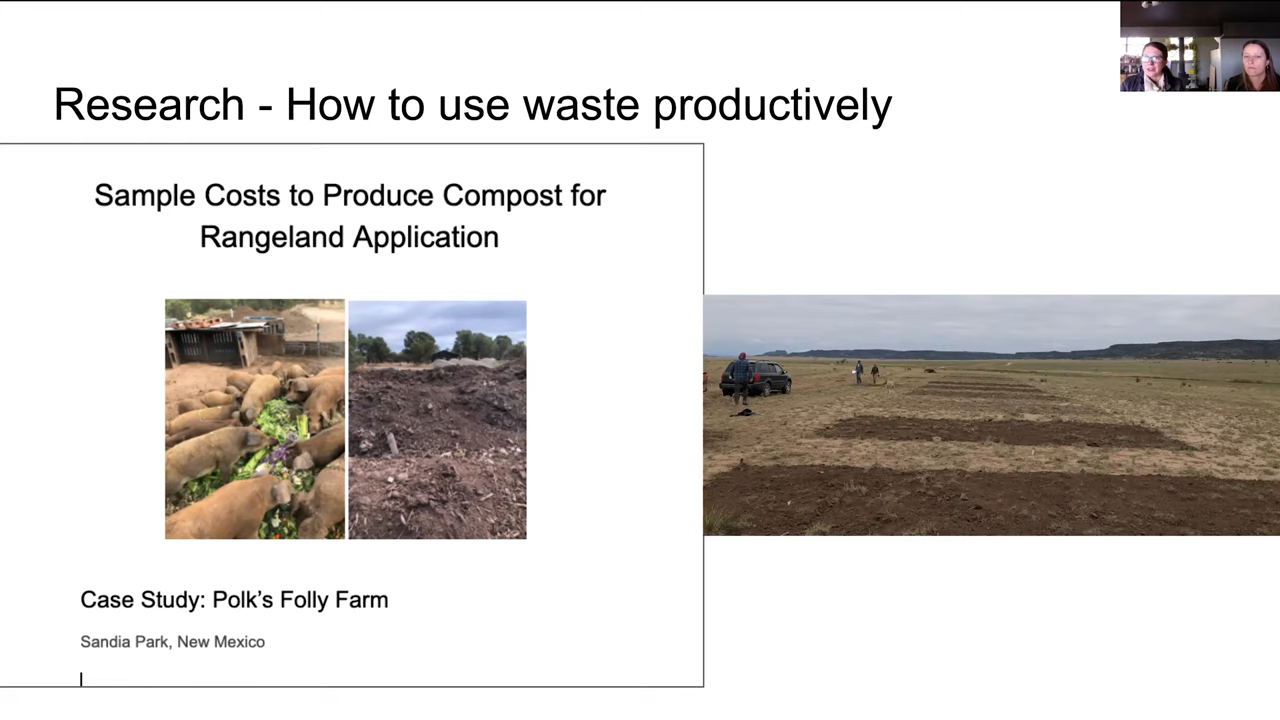 Research - How to use waste productively
Sample Costs to Produce Compost for
Rangeland Application
Case Study: Polk's Folly Farm
Sandia Park, New Mexico